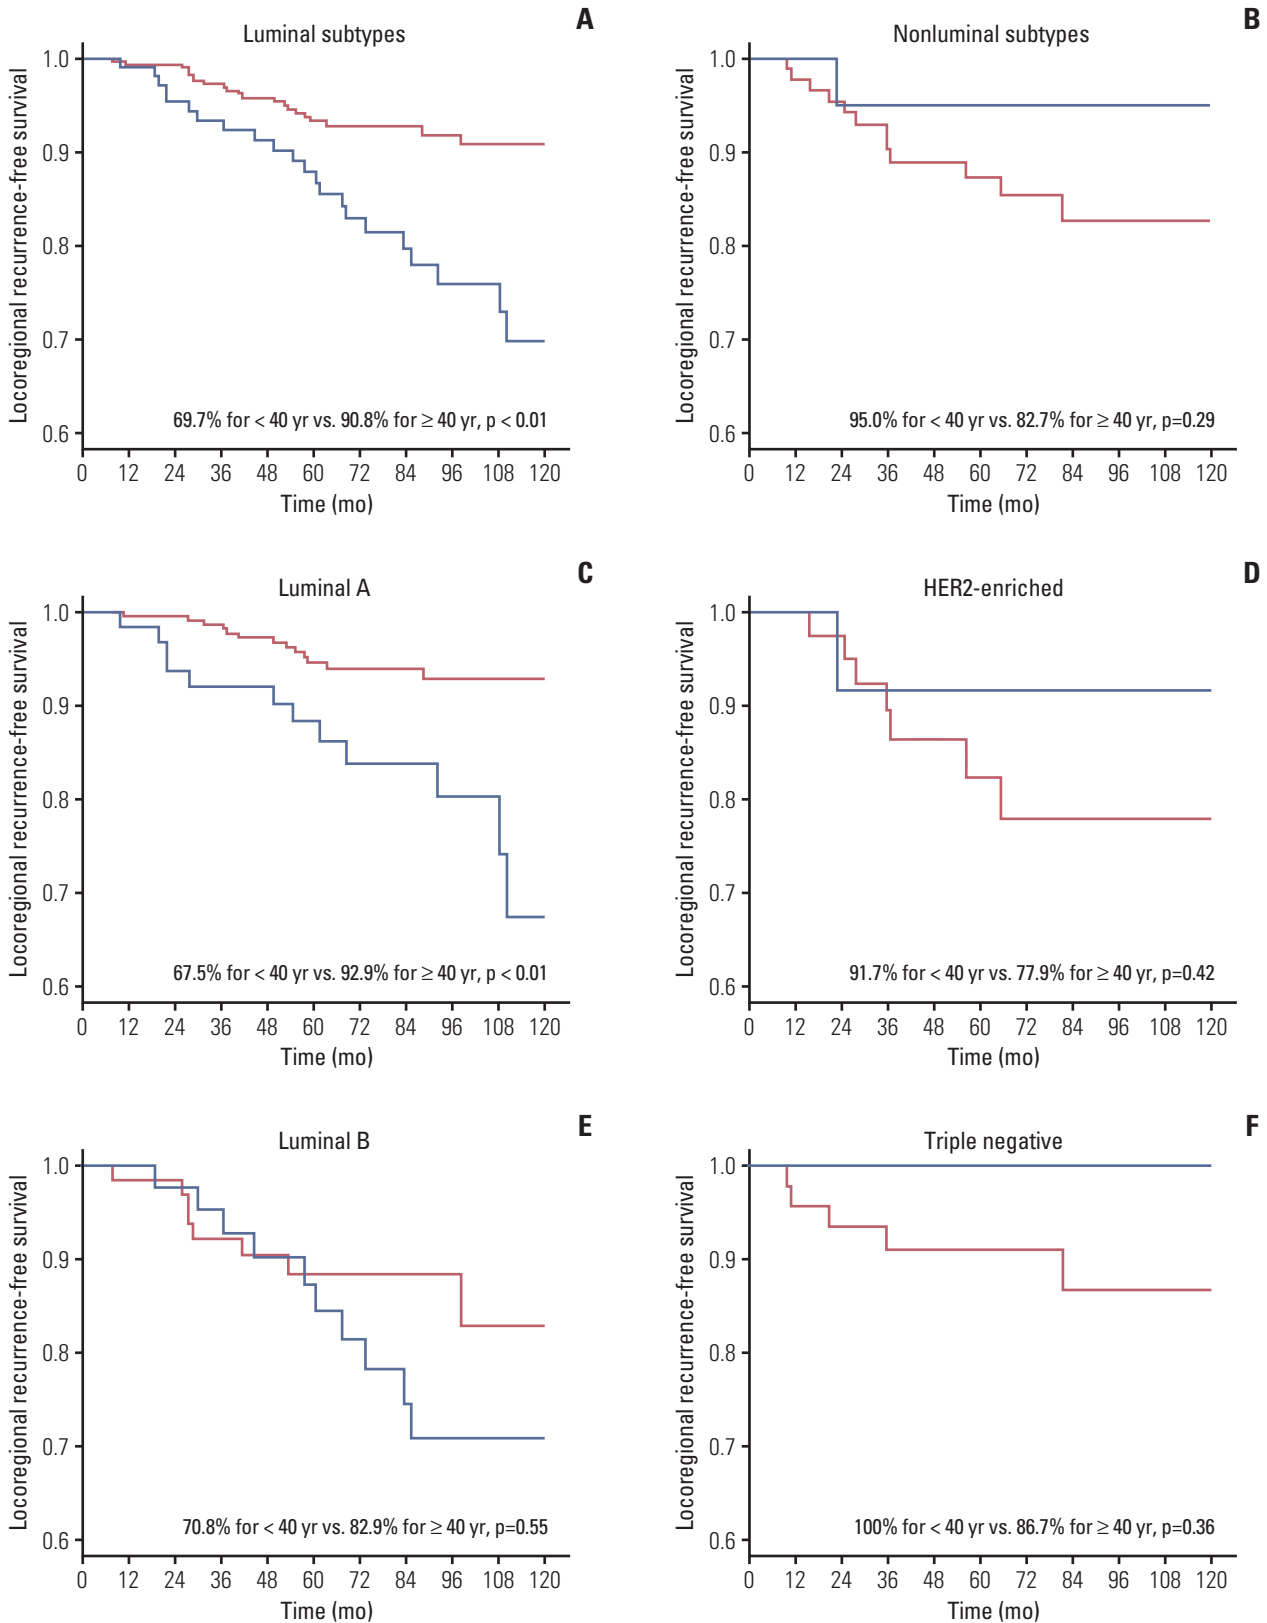 A
Luminal subtypes
Locoregional recurrence-free survival
1.0
0.9
0.8
0.7
0.6
69.7% for < 40 yr vs. 90.8% for ≥ 40 yr, p < 0.01
0 12 24 36 48 60 72 84 96 108 120
Time (mo)
B
Nonluminal subtypes
Locoregional recurrence-free survival
1.0
0.9
0.8
0.7
0.6
95.0% for < 40 yr vs. 82.7% for ≥ 40 yr, p=0.29
0 12 24 36 48 60 72 84 96 108 120
Time (mo)
C
Luminal A
Locoregional recurrence-free survival
1.0
0.9
0.8
0.7
0.6
67.5% for < 40 yr vs. 92.9% for ≥ 40 yr, p < 0.01
0 12 24 36 48 60 72 84 96 108 120
Time (mo)
D
HER2-enriched
Locoregional recurrence-free survival
1.0
0.9
0.8
0.7
0.6
91.7% for < 40 yr vs. 77.9% for ≥ 40 yr, p=0.42
0 12 24 36 48 60 72 84 96 108 120
Time (mo)
E
Luminal B
Locoregional recurrence-free survival
1.0
0.9
0.8
0.7
0.6
70.8% for < 40 yr vs. 82.9% for ≥ 40 yr, p=0.55
0 12 24 36 48 60 72 84 96 108 120
Time (mo)
F
Triple negative
Locoregional recurrence-free survival
1.0
0.9
0.8
0.7
0.6
100% for < 40 yr vs. 86.7% for ≥ 40 yr, p=0.36
0 12 24 36 48 60 72 84 96 108 120
Time (mo)